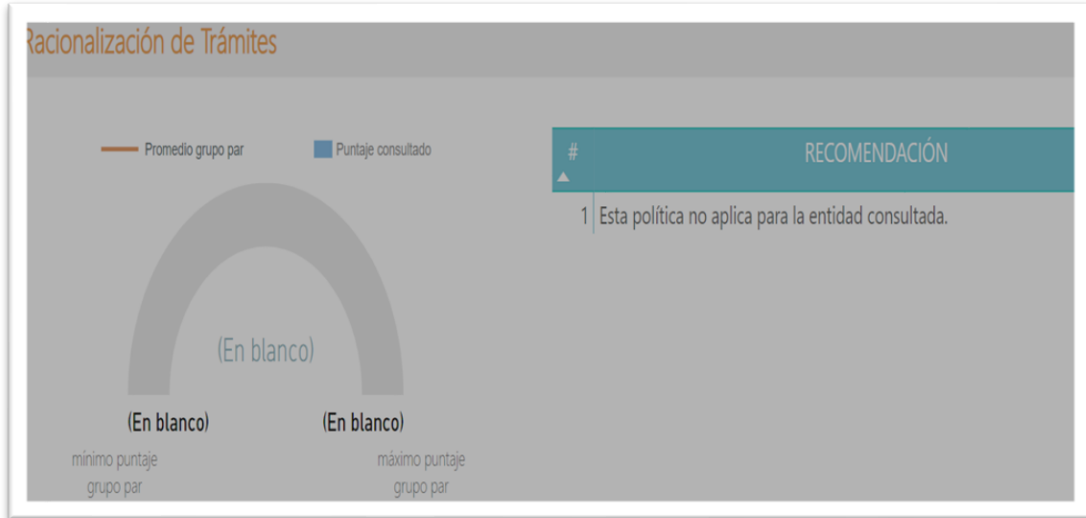 Racionalización de Trámites
Promedio grupo par
Puntaje consultado
(En blanco)
(En blanco)
(En blanco)
mínimo puntaje
grupo par
máximo puntaje
grupo par
#
RECOMENDACIÓN
1 Esta política no aplica para la entidad consultada.